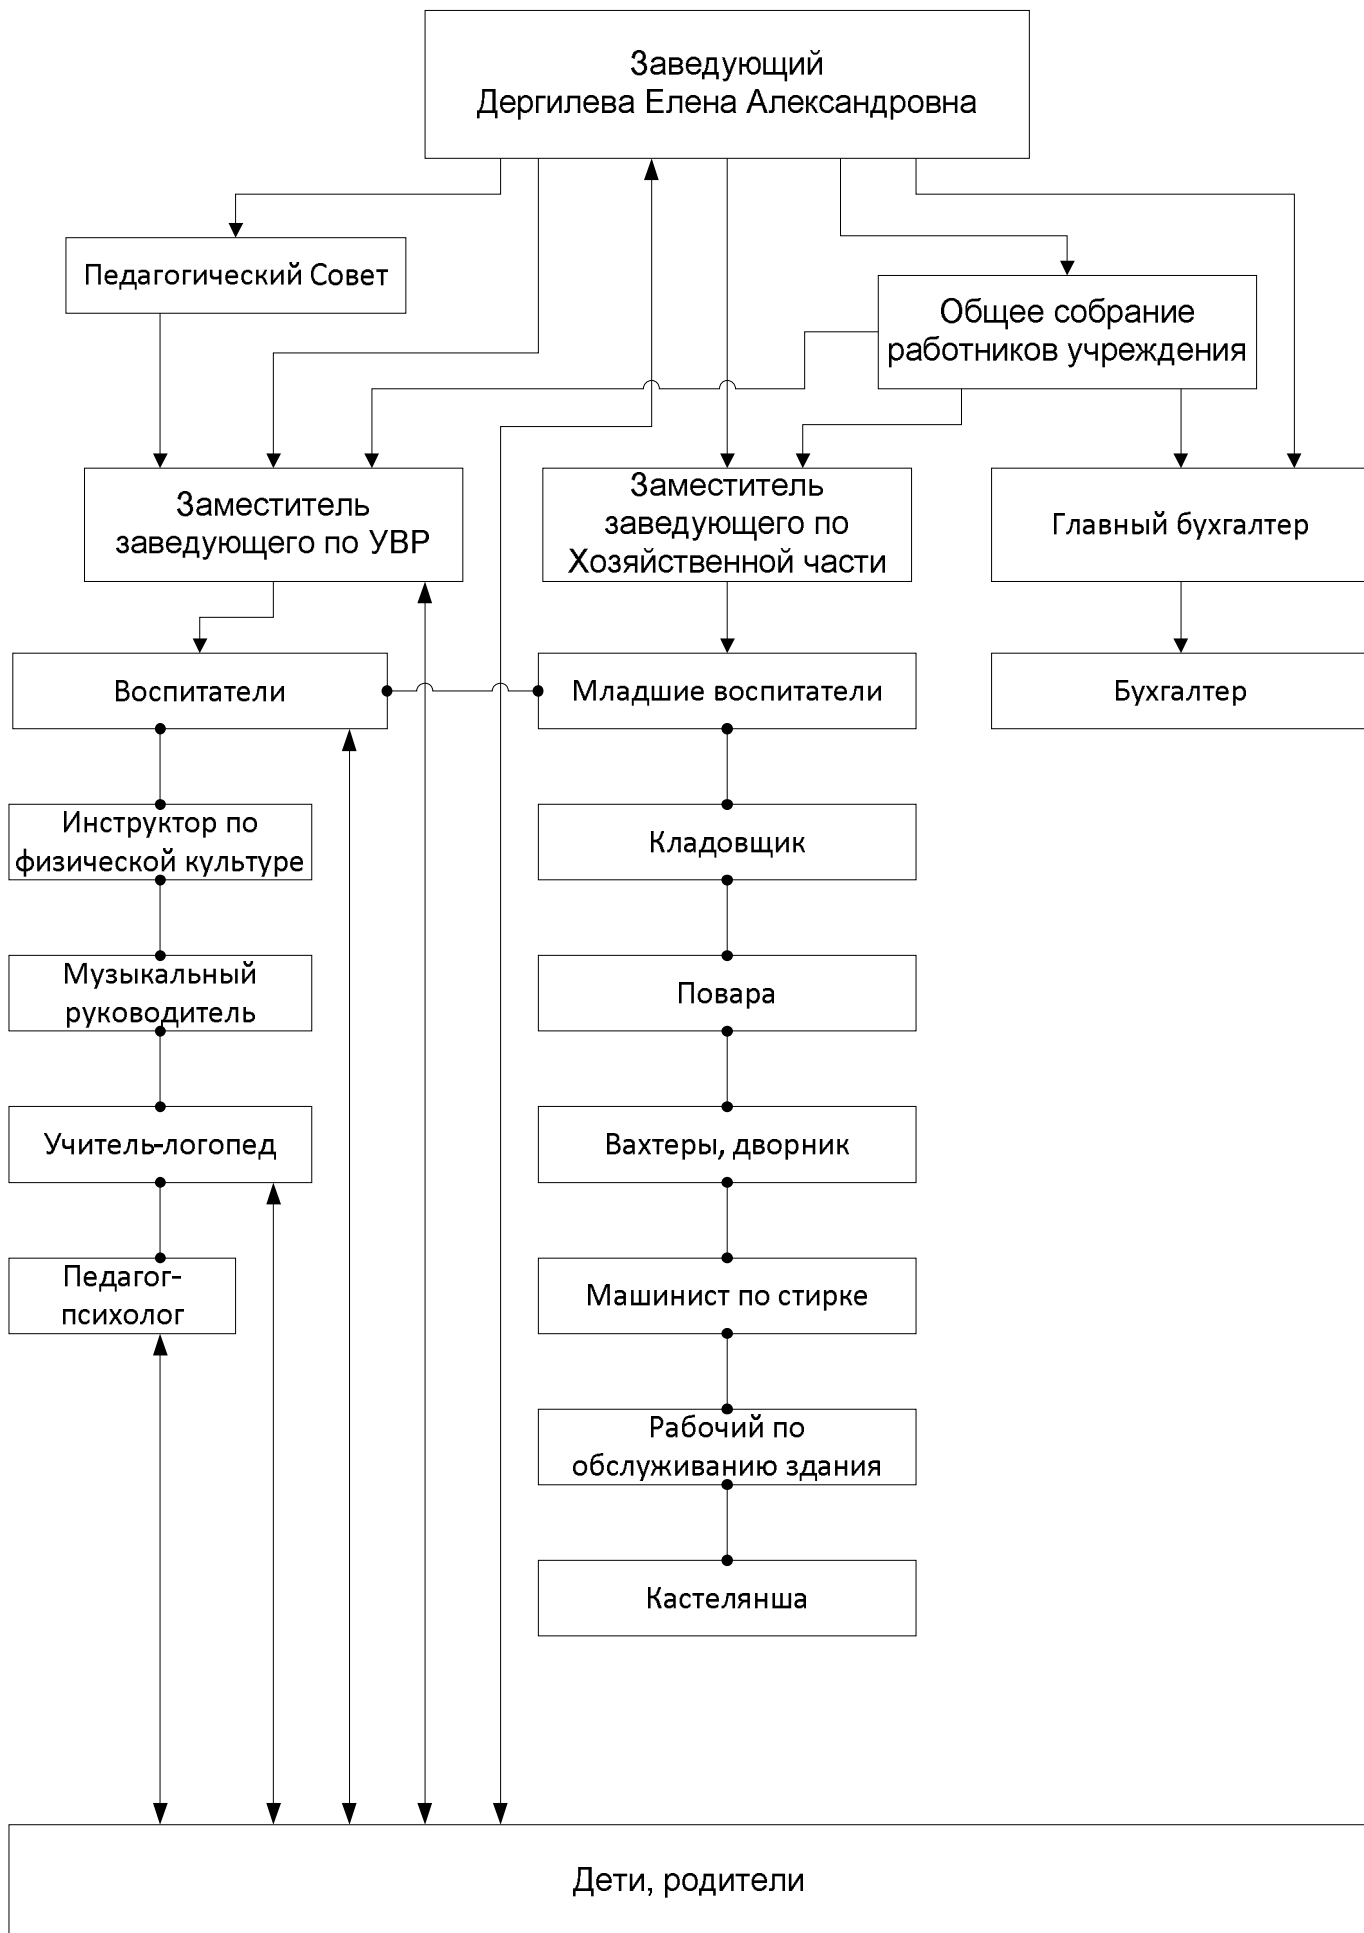 Заведующий
Дергилева Елена Александровна
Педагогический Совет
Общее собрание
работников учреждения
Заместитель
заведующего по УВР
Заместитель
заведующего по
Хозяйственной части
Главный бухгалтер
Воспитатели
Младшие воспитатели
Бухгалтер
Инструктор по
физической культуре
Кладовщик
Музыкальный
руководитель
Повара
Учитель-логопед
Вахтеры, дворник
Педагог-
психолог
Машинист по стирке
Рабочий по
обслуживанию здания
Кастелянша
Дети, родители